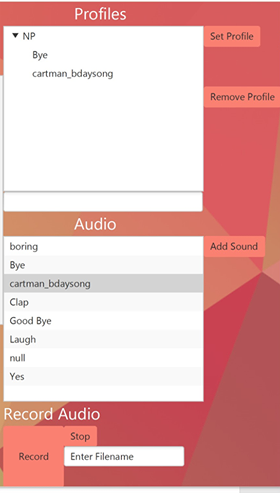 Profiles
NP
Set Profile
Bye
cartman_bdaysong
Remove Profile
Audio
boring
Add Sound
Bye
cartman_bdaysong
Clap
Good Bye
Laugh
null
Yes
Record Audio
Stop
Record
Enter Filename